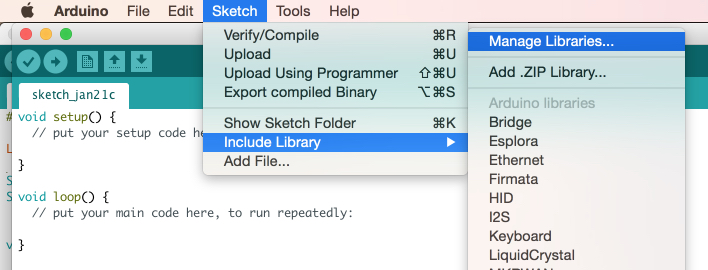 Arduino File Edit Sketch Tools Help
Verify/Compile ⌘R
Upload ⌘U
Upload Using Programmer ⇧⌘U
Export compiled Binary ⌥⌘S
Show Sketch Folder ⌘K
Include Library ▶
Add File...
Manage Libraries...
Add .ZIP Library...
Arduino libraries
Bridge
Esplora
Ethernet
Firmata
HID
I2S
Keyboard
LiquidCrystal
sketch_jan21c
void setup() {
// put your setup code
}
void loop() {
// put your main code here, to run repeatedly:
}